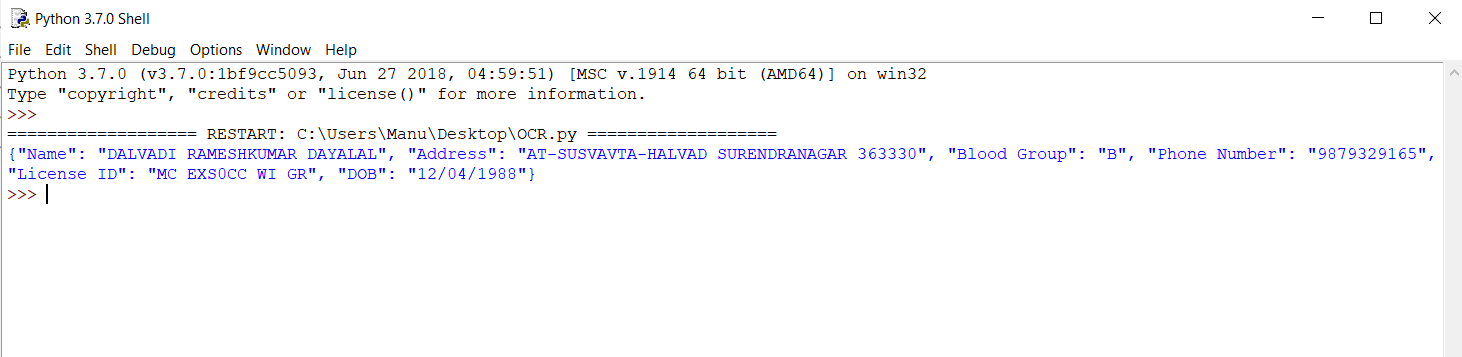 Python 3.7.0 Shell
File Edit Shell Debug Options Window Help
Python 3.7.0 (v3.7.0:1bf9cc5093, Jun 27 2018, 04:59:51) [MSC v.1914 64 bit (AMD64)] on win32
Type "copyright", "credits" or "license()" for more information.
>>>
=================== RESTART: C:\Users\Manu\Desktop\OCR.py ===================
{"Name": "DALVADI RAMESHKUMAR DAYALAL", "Address": "AT-SUSVAVTA-HALVAD SURENDRANAGAR 363330", "Blood Group": "B", "Phone Number": "9879329165",
"License ID": "MC EXS0CC WI GR", "DOB": "12/04/1988"}
>>>